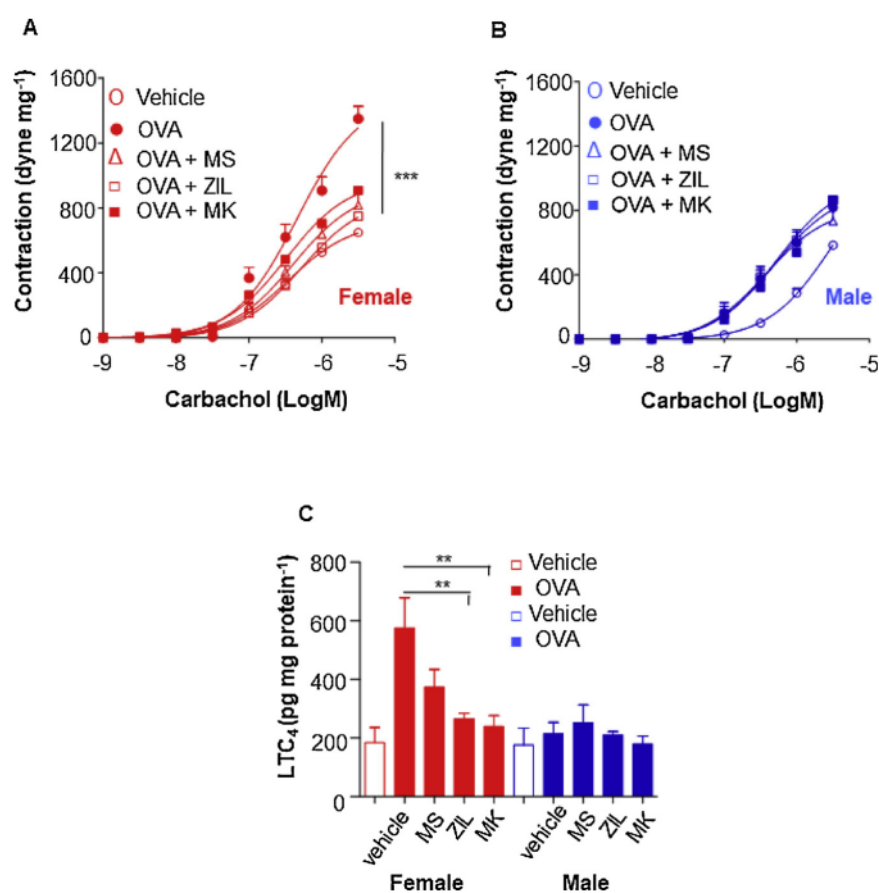 A
Contraction (dyne mg⁻¹)
1600
1200
800
400
0
Vehicle
OVA
OVA + MS
OVA + ZIL
OVA + MK
***
Female
-9
-8
-7
-6
-5
Carbachol (LogM)
B
Contraction (dyne mg⁻¹)
1600
1200
800
400
0
Vehicle
OVA
OVA + MS
OVA + ZIL
OVA + MK
Male
-9
-8
-7
-6
-5
Carbachol (LogM)
C
LTC₄ (pg mg protein⁻¹)
800
600
400
200
0
**
**
Vehicle
OVA
Vehicle
OVA
vehicle
MS
ZIL
MK
vehicle
MS
ZIL
MK
Female
Male